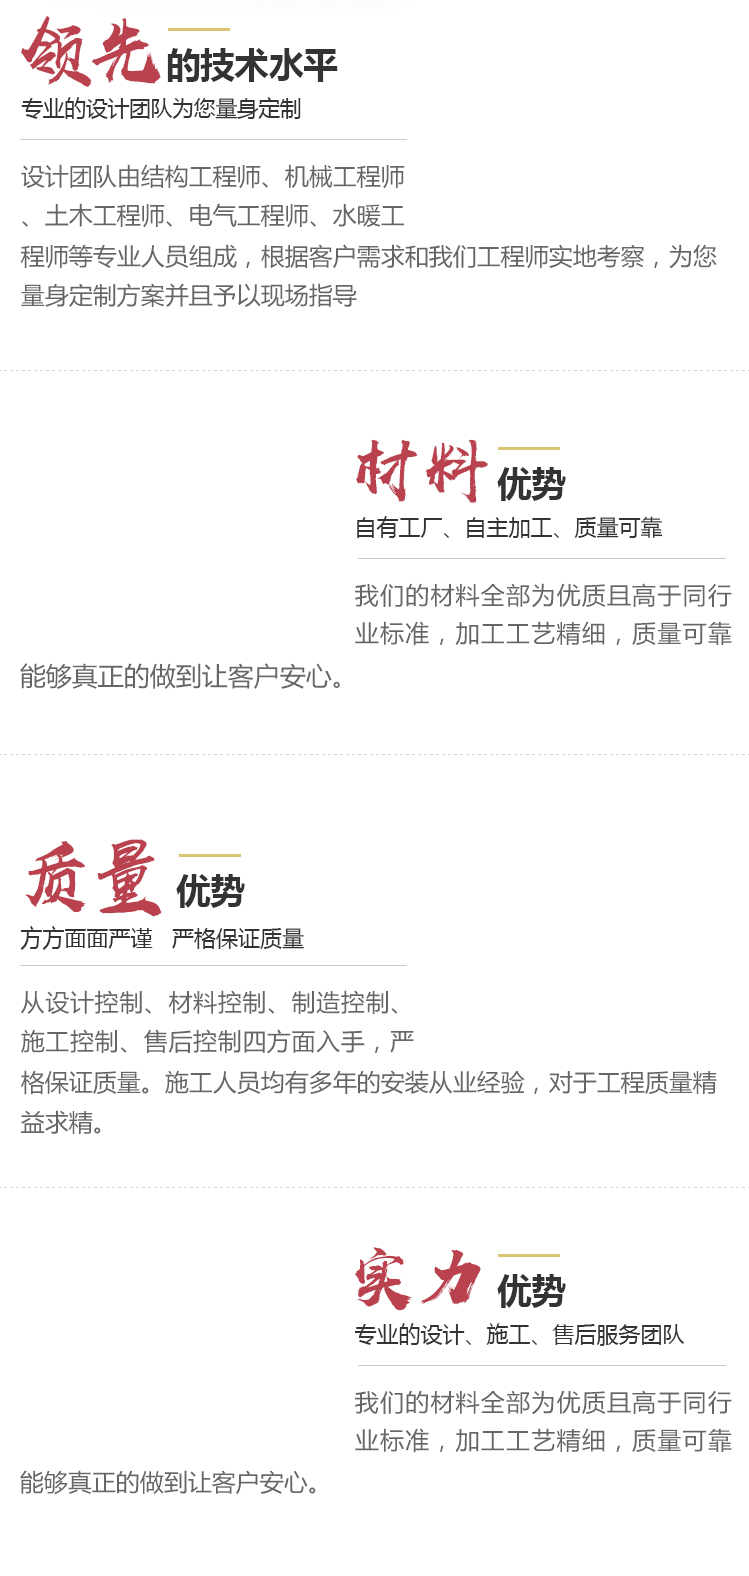 领先的技术水平
专业的设计团队为您量身定制
设计团队由结构工程师、机械工程师
、土木工程师、电气工程师、水暖工
程师等专业人员组成，根据客户需求和我们工程师实地考察，为您
量身定制方案并且予以现场指导
材料优势
自有工厂、自主加工、质量可靠
我们的材料全部为优质且高于同行
业标准，加工工艺精细，质量可靠
能够真正的做到让客户安心。
质量优势
方方面面严谨 严格保证质量
从设计控制、材料控制、制造控制、
施工控制、售后控制四方面入手，严
格保证质量。施工人员均有多年的安装从业经验，对于工程质量精
益求精。
实力优势
专业的设计、施工、售后服务团队
我们的材料全部为优质且高于同行
业标准，加工工艺精细，质量可靠
能够真正的做到让客户安心。